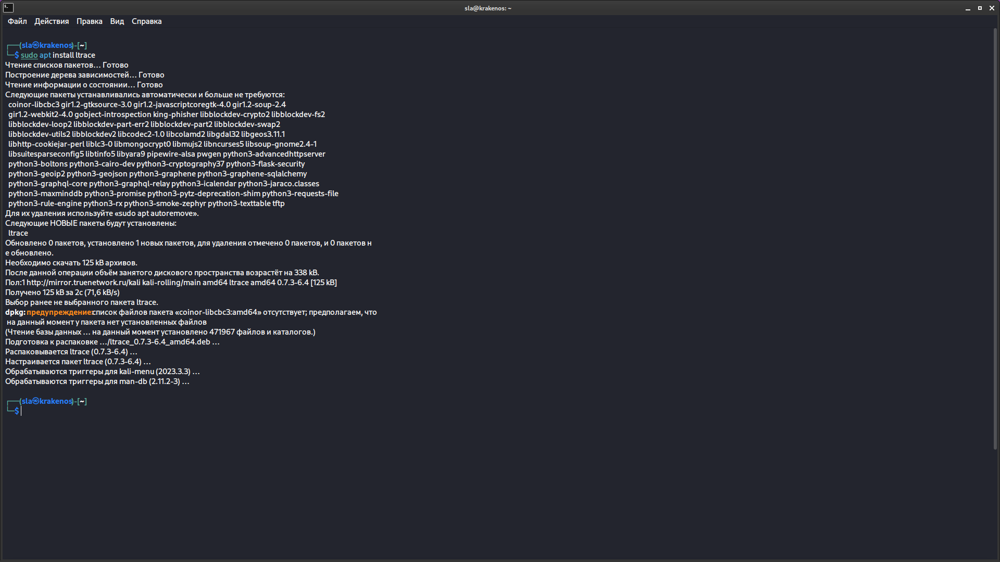 sla@krakenos: ~
Файл Действия Правка Вид Справка
┌──(sla㉿krakenos)-[~]
└─$ sudo apt install ltrace
Чтение списков пакетов… Готово
Построение дерева зависимостей… Готово
Чтение информации о состоянии… Готово
Следующие пакеты устанавливались автоматически и больше не требуются:
coinor-libcbc3 gir1.2-gtksource-3.0 gir1.2-javascriptcoregtk-4.0 gir1.2-soup-2.4
gir1.2-webkit2-4.0 gobject-introspection king-phisher libblockdev-crypto2 libblockdev-fs2
libblockdev-loop2 libblockdev-part-err2 libblockdev-part2 libblockdev-swap2
libblockdev-utils2 libblockdev2 libcodec2-1.0 libcolamd2 libgdal32 libgeos3.11.1
libhttp-cookiejar-perl liblc3-0 libmongocrypt0 libmujs2 libncurses5 libsoup-gnome2.4-1
libsuitesparseconfig5 libtinfo5 libyara9 pipewire-alsa pwgen python3-advancedhttpserver
python3-boltons python3-cairo-dev python3-cryptography37 python3-flask-security
python3-geoip2 python3-geojson python3-graphene python3-graphene-sqlalchemy
python3-graphql-core python3-graphql-relay python3-icalendar python3-jaraco.classes
python3-maxminddb python3-promise python3-pytz-deprecation-shim python3-requests-file
python3-rule-engine python3-rx python3-smoke-zephyr python3-texttable tftp
Для их удаления используйте «sudo apt autoremove».
Следующие НОВЫЕ пакеты будут установлены:
ltrace
Обновлено 0 пакетов, установлено 1 новых пакетов, для удаления отмечено 0 пакетов, и 0 пакетов н
е обновлено.
Необходимо скачать 125 kB архивов.
После данной операции объём занятого дискового пространства возрастёт на 338 kB.
Пол:1 http://mirror.truenetwork.ru/kali kali-rolling/main amd64 ltrace amd64 0.7.3-6.4 [125 kB]
Получено 125 kB за 2с (71,6 kB/s)
Выбор ранее не выбранного пакета ltrace.
dpkg: предупреждение: список файлов пакета «coinor-libcbc3:amd64» отсутствует; предполагаем, что
на данный момент у пакета нет установленных файлов
(Чтение базы данных … на данный момент установлено 471967 файлов и каталогов.)
Подготовка к распаковке …/ltrace_0.7.3-6.4_amd64.deb …
Распаковывается ltrace (0.7.3-6.4) …
Настраивается пакет ltrace (0.7.3-6.4) …
Обрабатываются триггеры для kali-menu (2023.3.3) …
Обрабатываются триггеры для man-db (2.11.2-3) …
┌──(sla㉿krakenos)-[~]
└─$